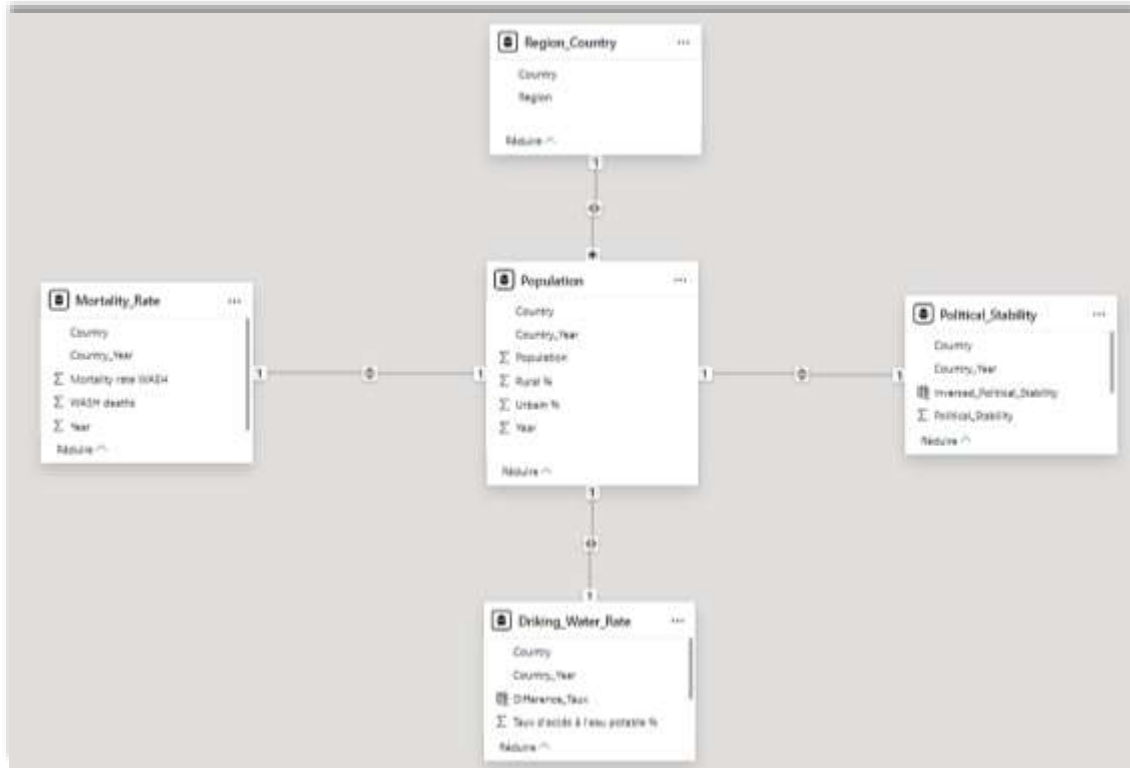 Region_Country
Country
Region
Réduire
1
*
Mortality_Rate
Country
Country_Year
Mortality rate WASH
WASH deaths
Year
Réduire
1
1
Population
Country
Country_Year
Population
Rural %
Urbain %
Year
Réduire
1
1
Political_Stability
Country
Country_Year
Inversed_Political_Stability
Political_Stability
Réduire
1
1
Driking_Water_Rate
Country
Country_Year
Difference_Taux
Taux d'accès à l'eau potable %
Réduire